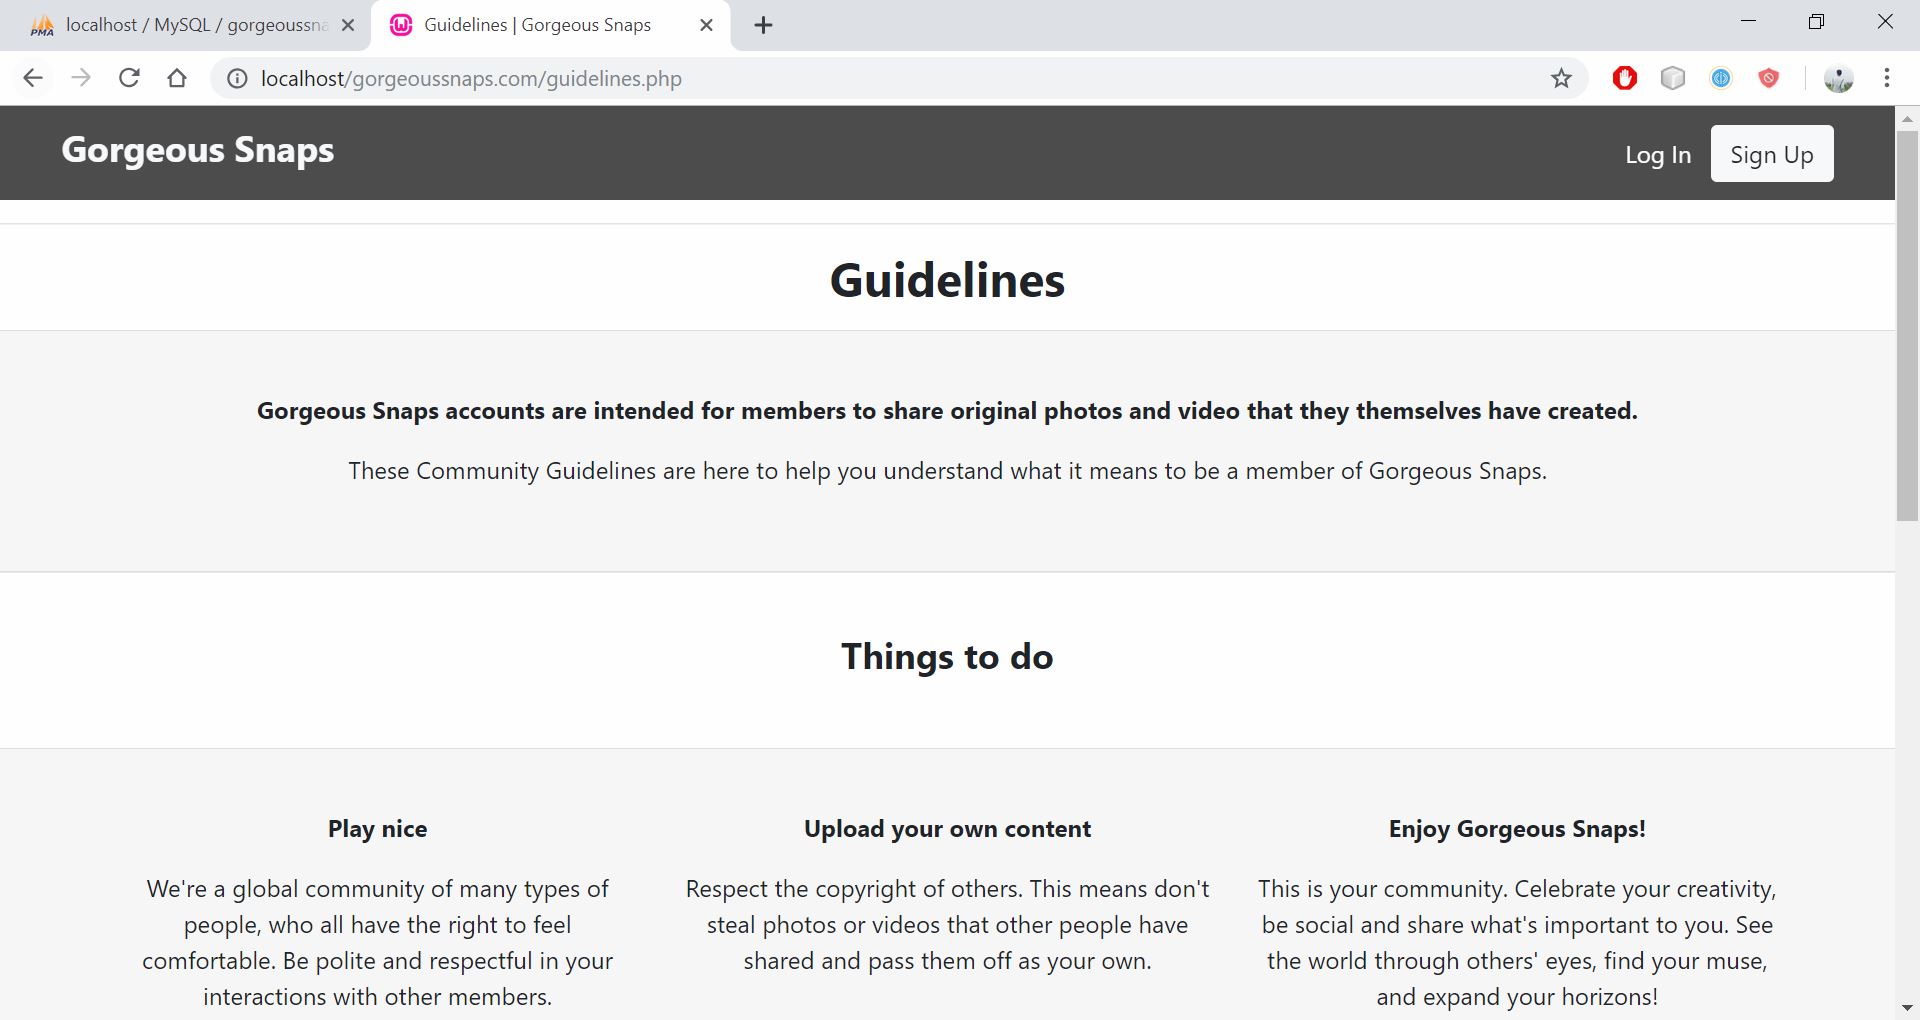 localhost / MySQL / gorgeoussna
Guidelines | Gorgeous Snaps
localhost/gorgeoussnaps.com/guidelines.php
Gorgeous Snaps
Log In
Sign Up
Guidelines
Gorgeous Snaps accounts are intended for members to share original photos and video that they themselves have created.
These Community Guidelines are here to help you understand what it means to be a member of Gorgeous Snaps.
Things to do
Play nice
We're a global community of many types of
people, who all have the right to feel
comfortable. Be polite and respectful in your
interactions with other members.
Upload your own content
Respect the copyright of others. This means don't
steal photos or videos that other people have
shared and pass them off as your own.
Enjoy Gorgeous Snaps!
This is your community. Celebrate your creativity,
be social and share what's important to you. See
the world through others' eyes, find your muse,
and expand your horizons!